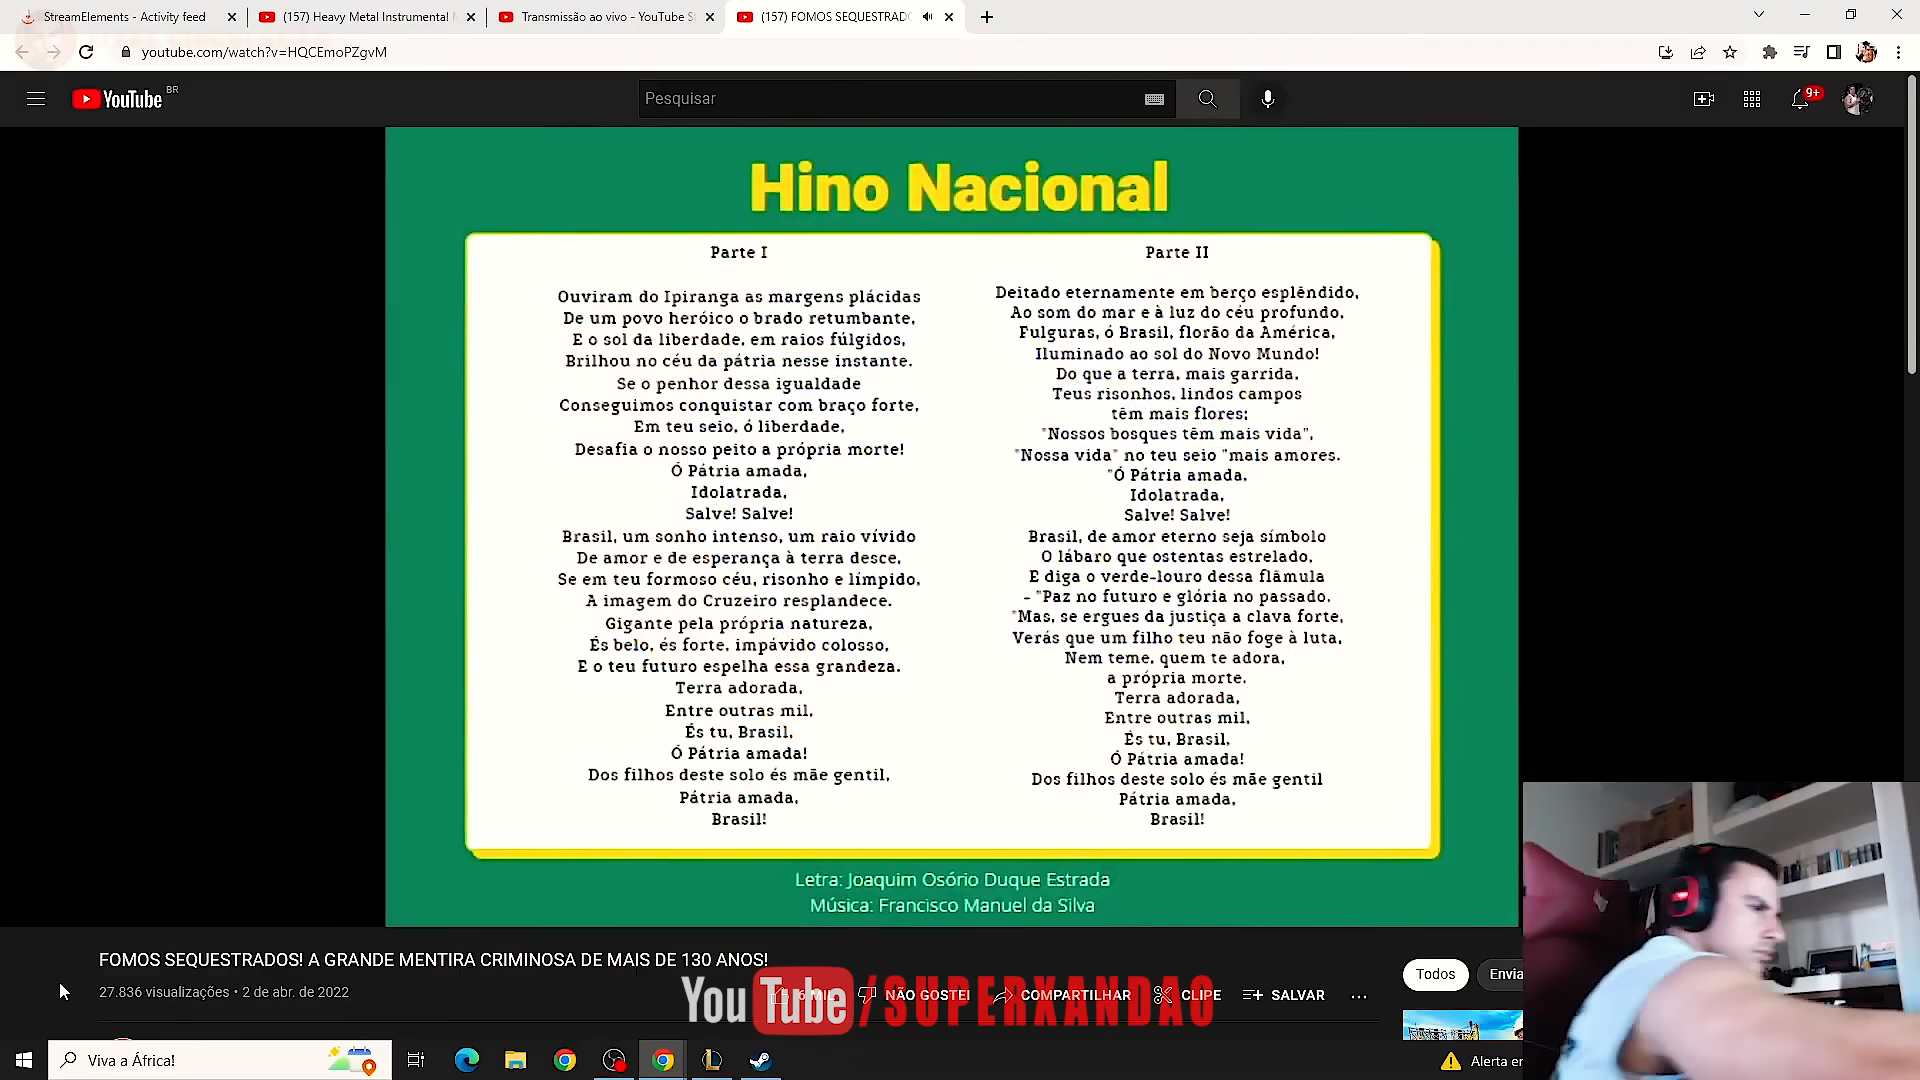 StreamElements - Activity feed
(157) Heavy Metal Instrumental
Transmissão ao vivo - YouTube S
(157) FOMOS SEQUESTRADO
youtube.com/watch?v=HQCEmoPZgvM
YouTube BR
Pesquisar
9+
Hino Nacional
Parte I
Ouviram do Ipiranga as margens plácidas
De um povo heróico o brado retumbante,
E o sol da liberdade, em raios fúlgidos,
Brilhou no céu da pátria nesse instante.
Se o penhor dessa igualdade
Conseguimos conquistar com braço forte,
Em teu seio, ó liberdade,
Desafia o nosso peito a própria morte!
Ó Pátria amada,
Idolatrada,
Salve! Salve!
Brasil, um sonho intenso, um raio vívido
De amor e de esperança à terra desce,
Se em teu formoso céu, risonho e límpido,
A imagem do Cruzeiro resplandece.
Gigante pela própria natureza,
És belo, és forte, impávido colosso,
E o teu futuro espelha essa grandeza.
Terra adorada,
Entre outras mil,
És tu, Brasil,
Ó Pátria amada!
Dos filhos deste solo és mãe gentil,
Pátria amada,
Brasil!
Parte II
Deitado eternamente em berço esplêndido,
Ao som do mar e à luz do céu profundo,
Fulguras, ó Brasil, florão da América,
Iluminado ao sol do Novo Mundo!
Do que a terra, mais garrida,
Teus risonhos, lindos campos
têm mais flores;
"Nossos bosques têm mais vida",
"Nossa vida" no teu seio "mais amores.
"Ó Pátria amada,
Idolatrada,
Salve! Salve!
Brasil, de amor eterno seja símbolo
O lábaro que ostentas estrelado,
E diga o verde-louro dessa flâmula
- "Paz no futuro e glória no passado.
"Mas, se ergues da justiça a clava forte,
Verás que um filho teu não foge à luta,
Nem teme, quem te adora,
a própria morte.
Terra adorada,
Entre outras mil,
És tu, Brasil,
Ó Pátria amada!
Dos filhos deste solo és mãe gentil
Pátria amada,
Brasil!
Letra: Joaquim Osório Duque Estrada
Música: Francisco Manuel da Silva
FOMOS SEQUESTRADOS! A GRANDE MENTIRA CRIMINOSA DE MAIS DE 130 ANOS!
27.836 visualizações • 2 de abr. de 2022
6 MIL NÃO GOSTEI COMPARTILHAR CLIPE SALVAR ...
YouTube/SUPERXANDAO
Todos Envia
Viva a África!
Alerta em